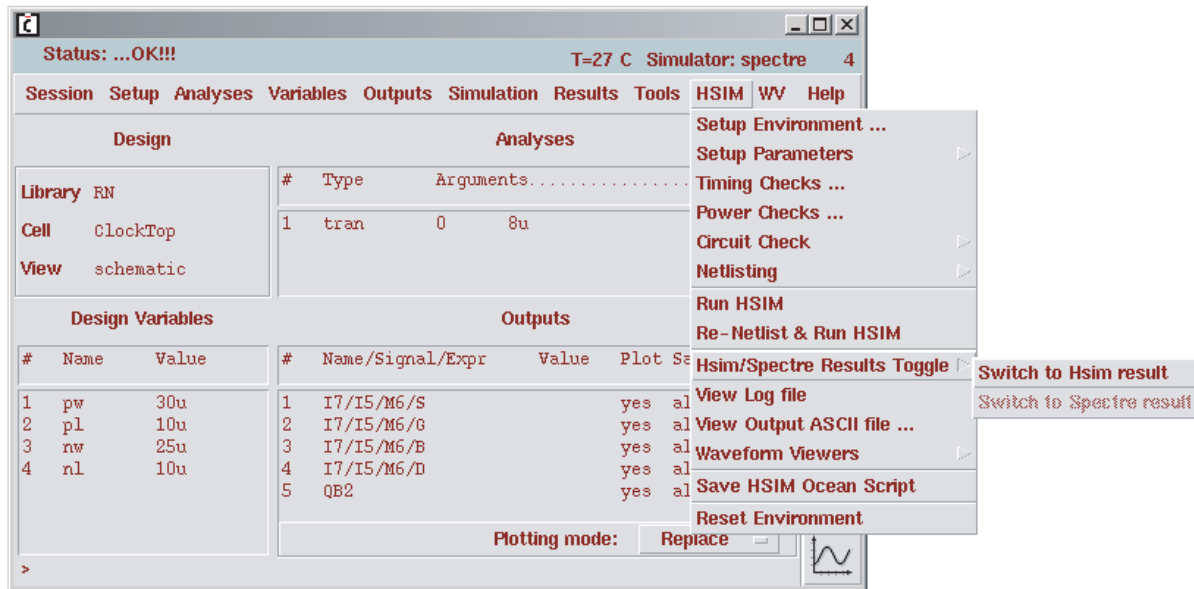 Status: ...OK!!!
T=27 C Simulator: spectre 4
Session Setup Analyses Variables Outputs Simulation Results Tools HSIM WV Help
Design
Library RN
Cell ClockTop
View schematic
Analyses
# Type Arguments................
1 tran 0 8u
Design Variables
# Name Value
1 pw 30u
2 pl 10u
3 nw 25u
4 nl 10u
Outputs
# Name/Signal/Expr Value Plot Sa
1 I7/I5/M6/S yes al
2 I7/I5/M6/G yes al
3 I7/I5/M6/B yes al
4 I7/I5/M6/D yes al
5 QB2 yes al
Plotting mode: Replace
>
Setup Environment ...
Setup Parameters
Timing Checks ...
Power Checks ...
Circuit Check
Netlisting
Run HSIM
Re-Netlist & Run HSIM
Hsim/Spectre Results Toggle
View Log file
View Output ASCII file ...
Waveform Viewers
Save HSIM Ocean Script
Reset Environment
Switch to Hsim result
Switch to Spectre result